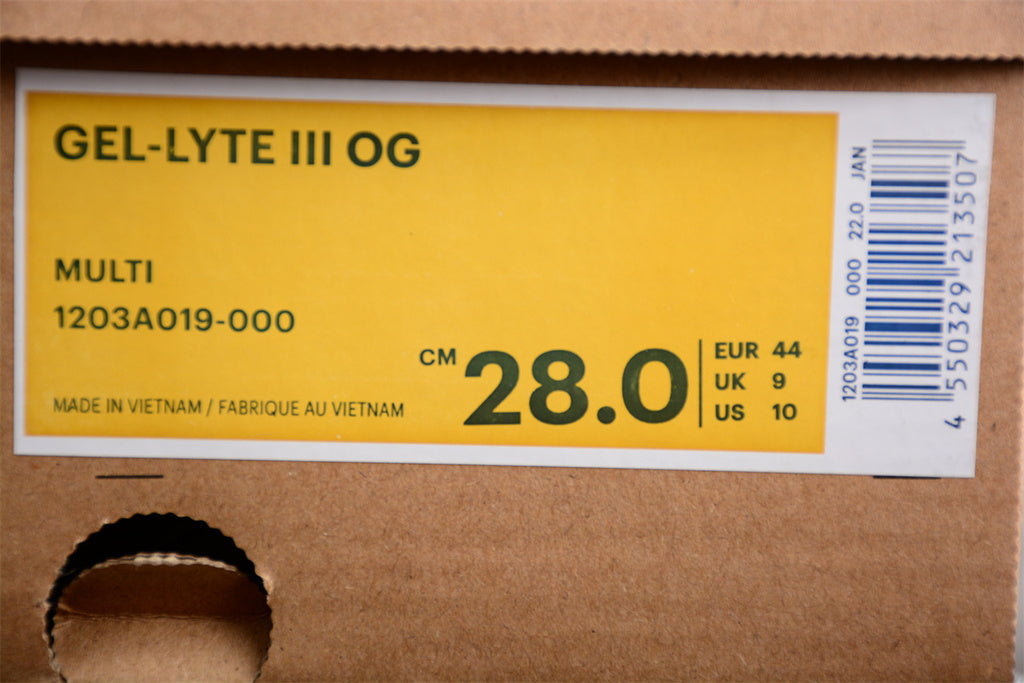 GEL-LYTE III OG
MULTI
1203A019-000
MADE IN VIETNAM / FABRIQUE AU VIETNAM
CM 28.0
EUR 44
UK 9
US 10
1203A019 000 22.0 JAN
4 550329 213507